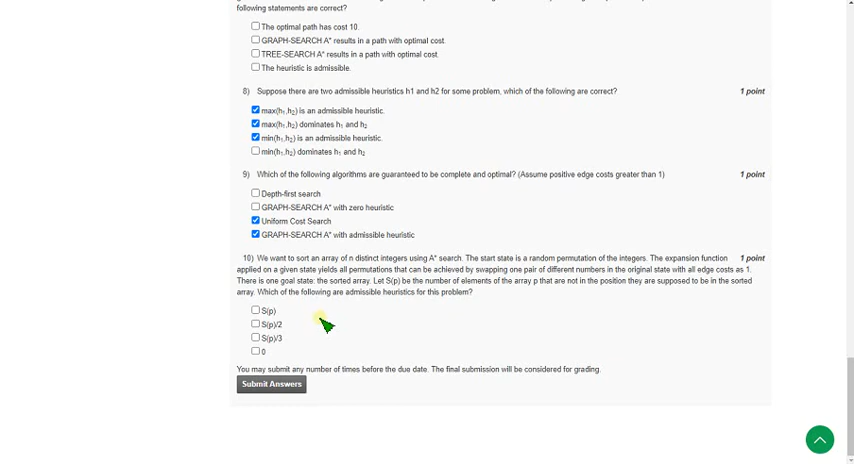 following statements are correct?
The optimal path has cost 10.
GRAPH-SEARCH A* results in a path with optimal cost.
TREE-SEARCH A* results in a path with optimal cost.
The heuristic is admissible.
8) Suppose there are two admissible heuristics h1 and h2 for some problem, which of the following are correct? 1 point
max(h₁,h₂) is an admissible heuristic.
max(h₁,h₂) dominates h₁ and h₂
min(h₁,h₂) is an admissible heuristic.
min(h₁,h₂) dominates h₁ and h₂
9) Which of the following algorithms are guaranteed to be complete and optimal? (Assume positive edge costs greater than 1) 1 point
Depth-first search
GRAPH-SEARCH A* with zero heuristic
Uniform Cost Search
GRAPH-SEARCH A* with admissible heuristic
10) We want to sort an array of n distinct integers using A* search. The start state is a random permutation of the integers. The expansion function 1 point
applied on a given state yields all permutations that can be achieved by swapping one pair of different numbers in the original state with all edge costs as 1.
There is one goal state: the sorted array. Let S(p) be the number of elements of the array p that are not in the position they are supposed to be in the sorted
array. Which of the following are admissible heuristics for this problem?
S(p)
S(p)/2
S(p)/3
0
You may submit any number of times before the due date. The final submission will be considered for grading.
Submit Answers